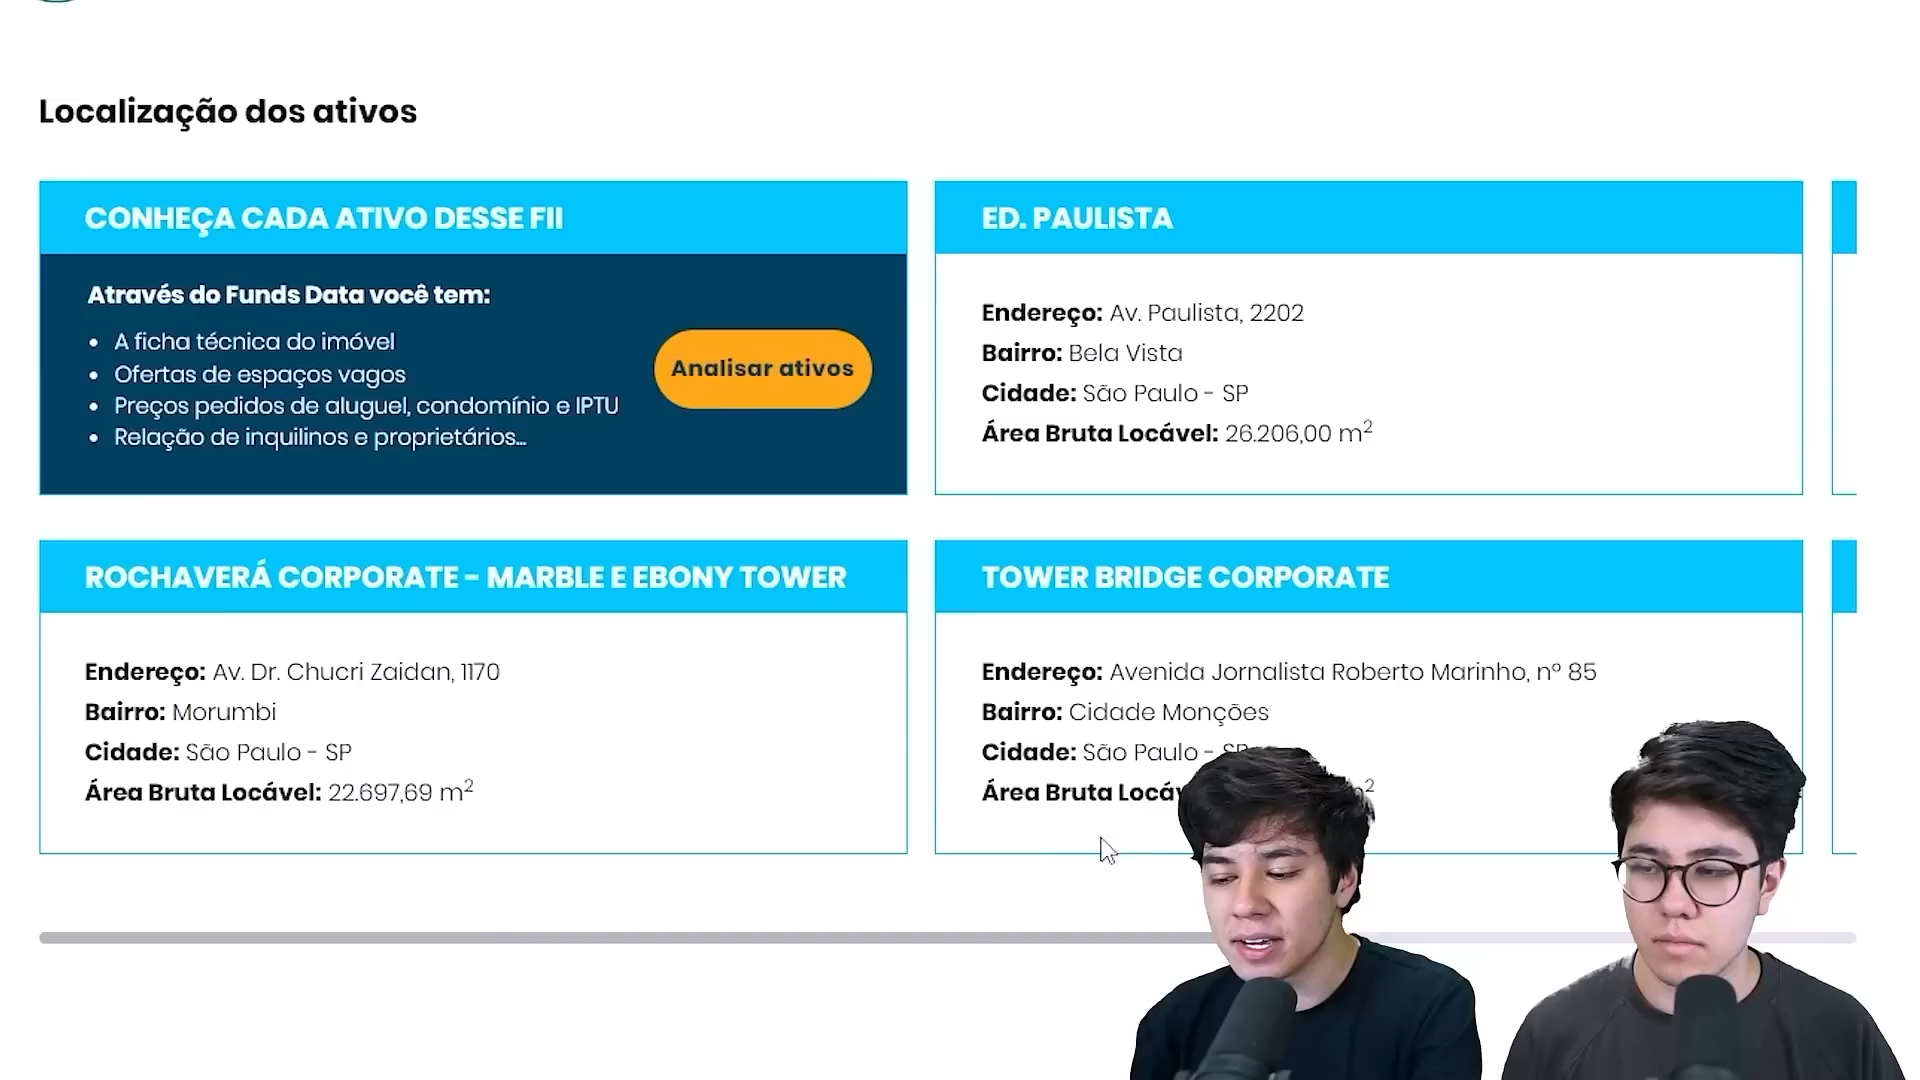 Localização dos ativos
CONHEÇA CADA ATIVO DESSE FII
Através do Funds Data você tem:
• A ficha técnica do imóvel
• Ofertas de espaços vagos
• Preços pedidos de aluguel, condomínio e IPTU
• Relação de inquilinos e proprietários...
Analisar ativos
ED. PAULISTA
Endereço: Av. Paulista, 2202
Bairro: Bela Vista
Cidade: São Paulo - SP
Área Bruta Locável: 26.206,00 m²
ROCHAVERÁ CORPORATE - MARBLE E EBONY TOWER
Endereço: Av. Dr. Chucri Zaidan, 1170
Bairro: Morumbi
Cidade: São Paulo - SP
Área Bruta Locável: 22.697,69 m²
TOWER BRIDGE CORPORATE
Endereço: Avenida Jornalista Roberto Marinho, nº 85
Bairro: Cidade Monções
Cidade: São Paulo - SP
Área Bruta